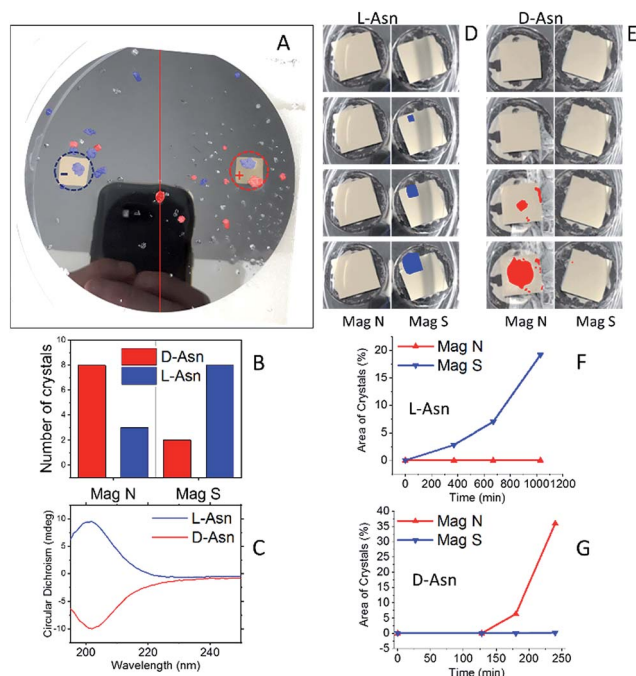 A
-
+
L-Asn
D-Asn
D
E
Mag N
Mag S
Mag N
Mag S
B
Number of crystals
8
6
4
2
0
D-Asn
L-Asn
Mag N
Mag S
C
Circular Dichroism (mdeg)
10
5
0
-5
-10
L-Asn
D-Asn
200
220
240
Wavelength (nm)
F
Area of Crystals (%)
20
15
10
5
0
Mag N
Mag S
L-Asn
0 200 400 600 800 1000 1200
Time (min)
G
Area of Crystals (%)
40
35
30
25
20
15
10
5
0
-5
Mag N
Mag S
D-Asn
0 50 100 150 200 250
Time (min)